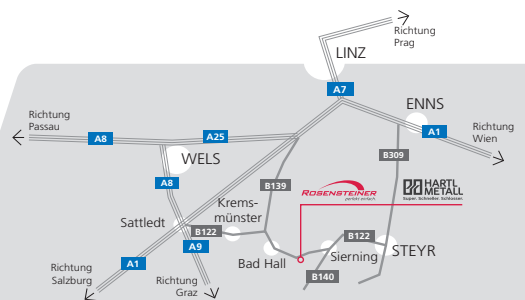 Richtung
Prag
LINZ
A7
ENNS
Richtung
Passau
A8
A25
A1
Richtung
Wien
WELS
B309
A8
B139
ROSENSTEINER
perfekt einfach.
HARTL
METALL
Super. Schneller. Schlosser.
Krems-
münster
Sattledt
B122
B122
A9
Bad Hall
Sierning
STEYR
A1
Richtung
Salzburg
Richtung
Graz
B140